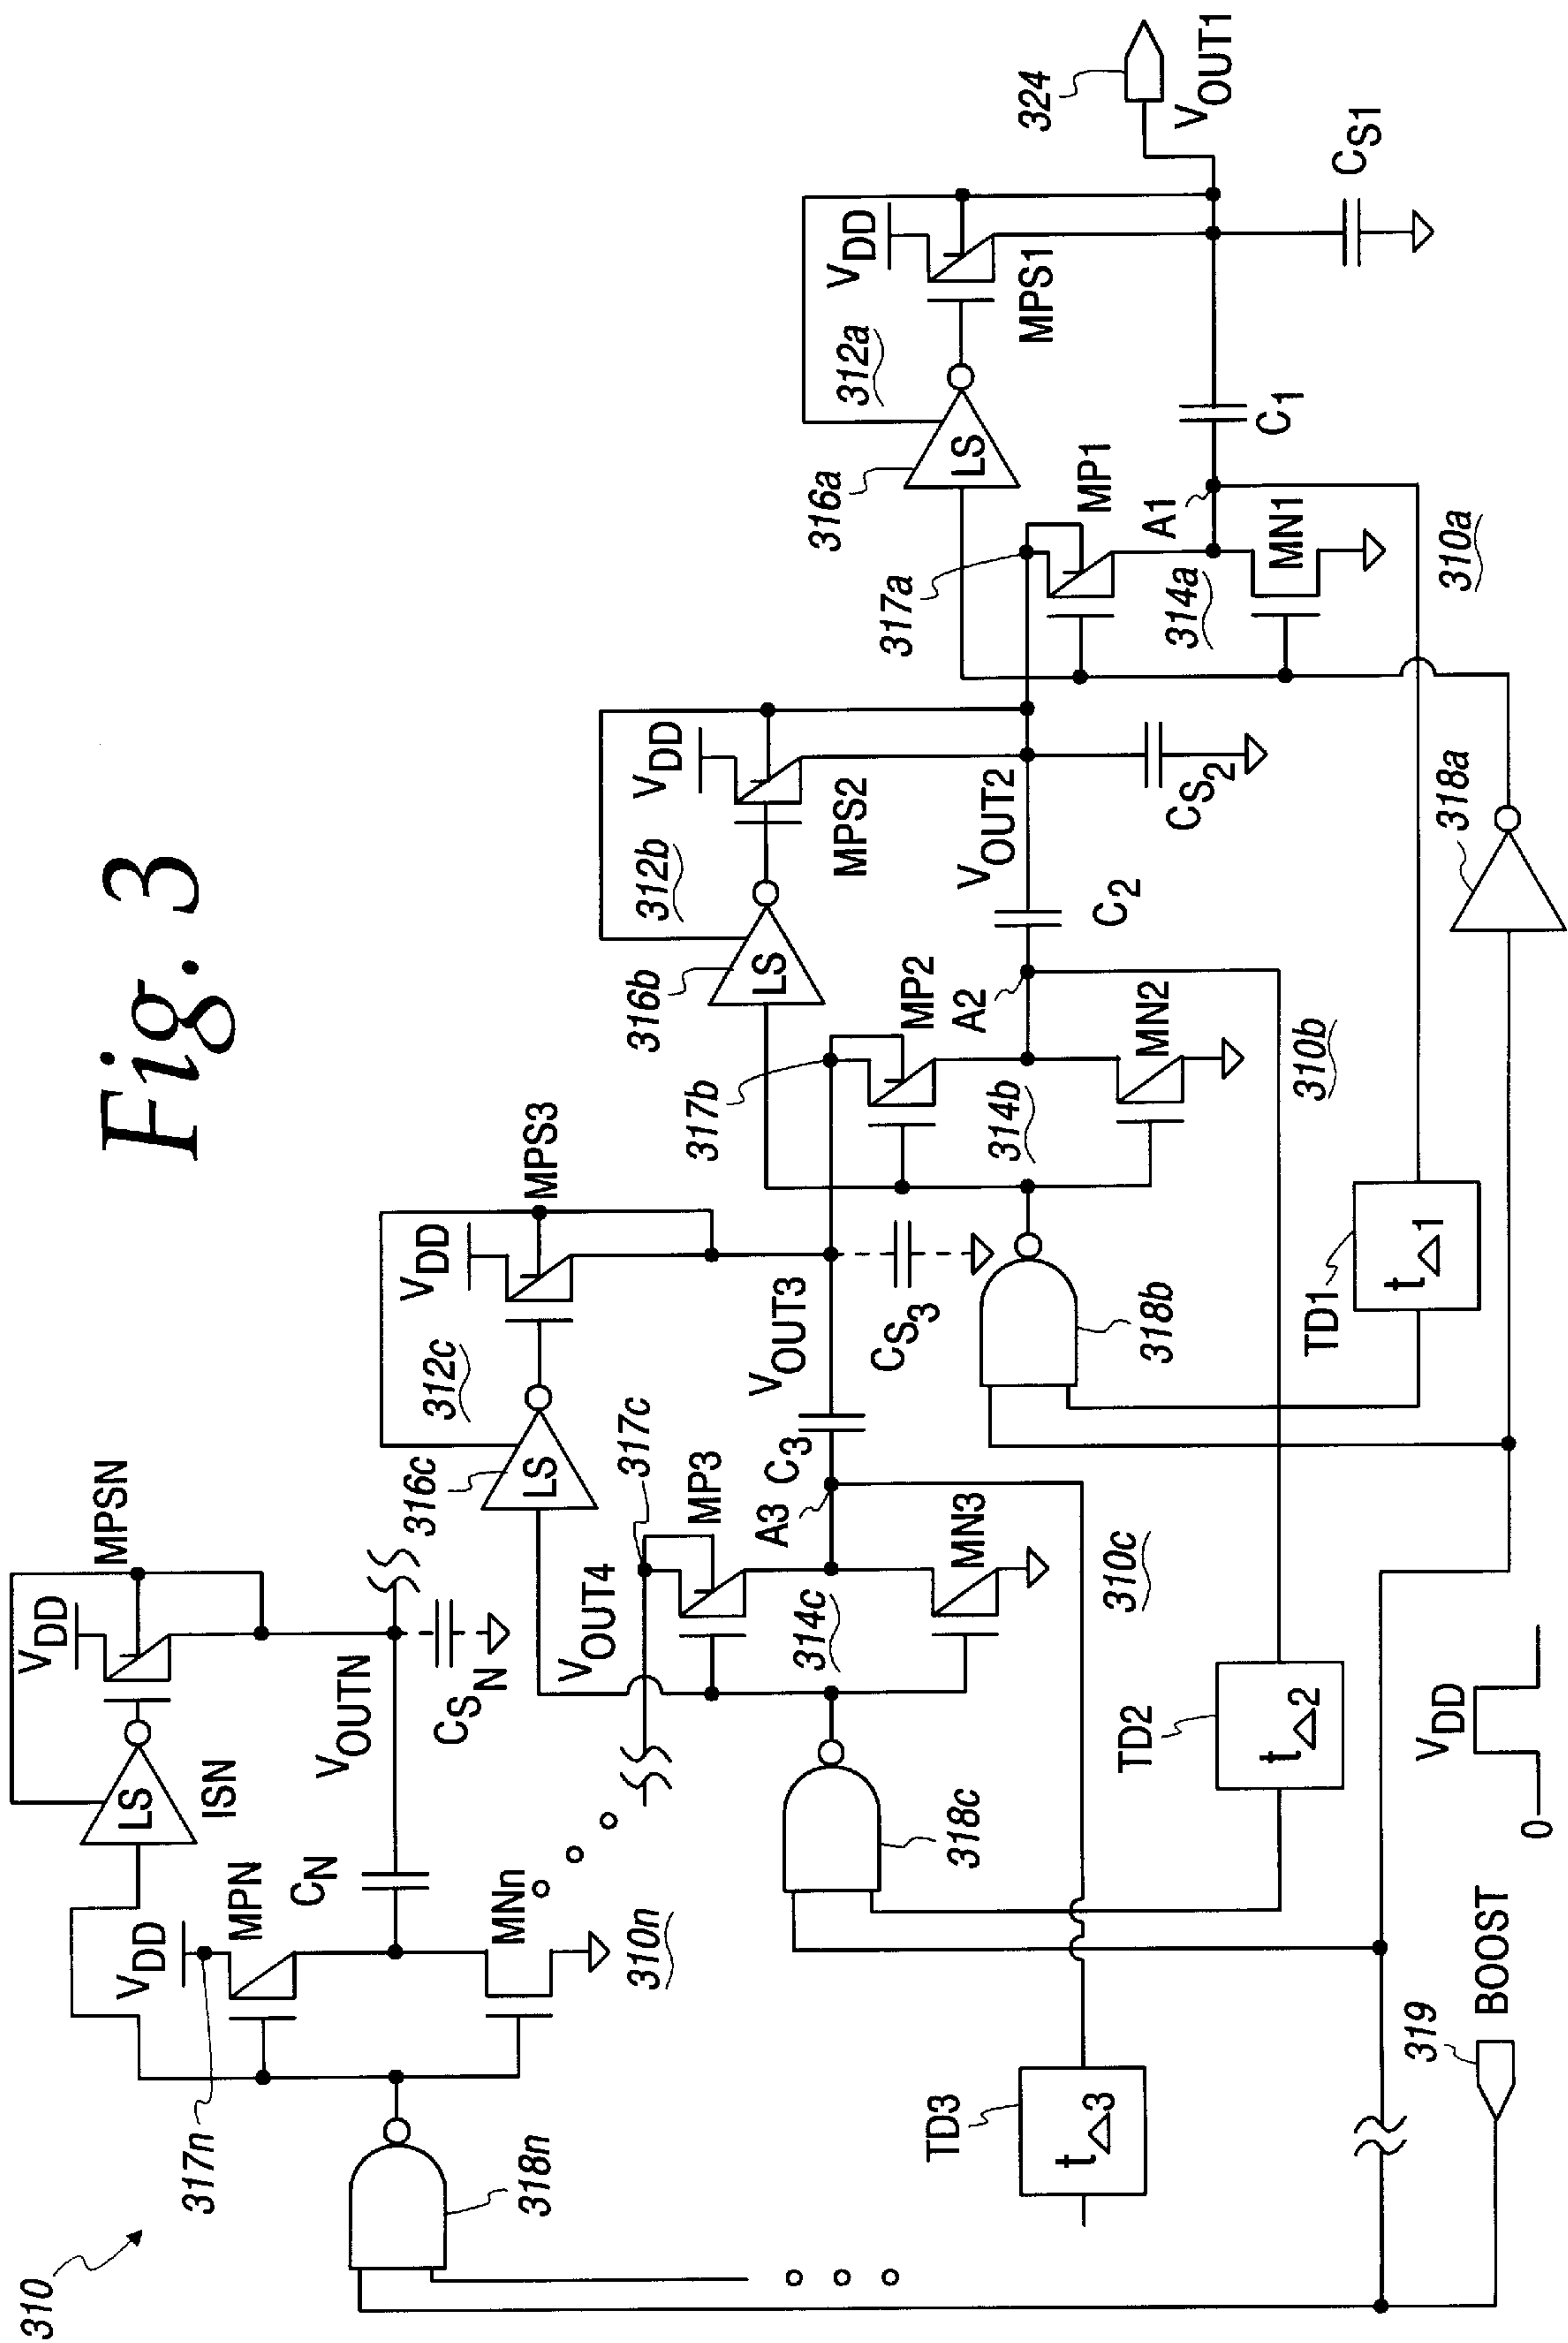 Fig. 3
310
317n
318n
VDD
MPN
LS
ISN
VDD
MPSN
CN
VOUTN
CSN
MNn
310n
VOUT4
317c
316c
LS
312c
VDD
MPS3
MP3
A3
C3
VOUT3
CS3
314c
MN3
310c
318c
317b
316b
LS
312b
VDD
MPS2
MP2
A2
C2
VOUT2
CS2
314b
MN2
310b
318b
317a
316a
LS
312a
VDD
MPS1
MP1
A1
C1
324
VOUT1
CS1
314a
MN1
310a
318a
TD3
tΔ3
TD2
tΔ2
TD1
tΔ1
319
BOOST
0
VDD